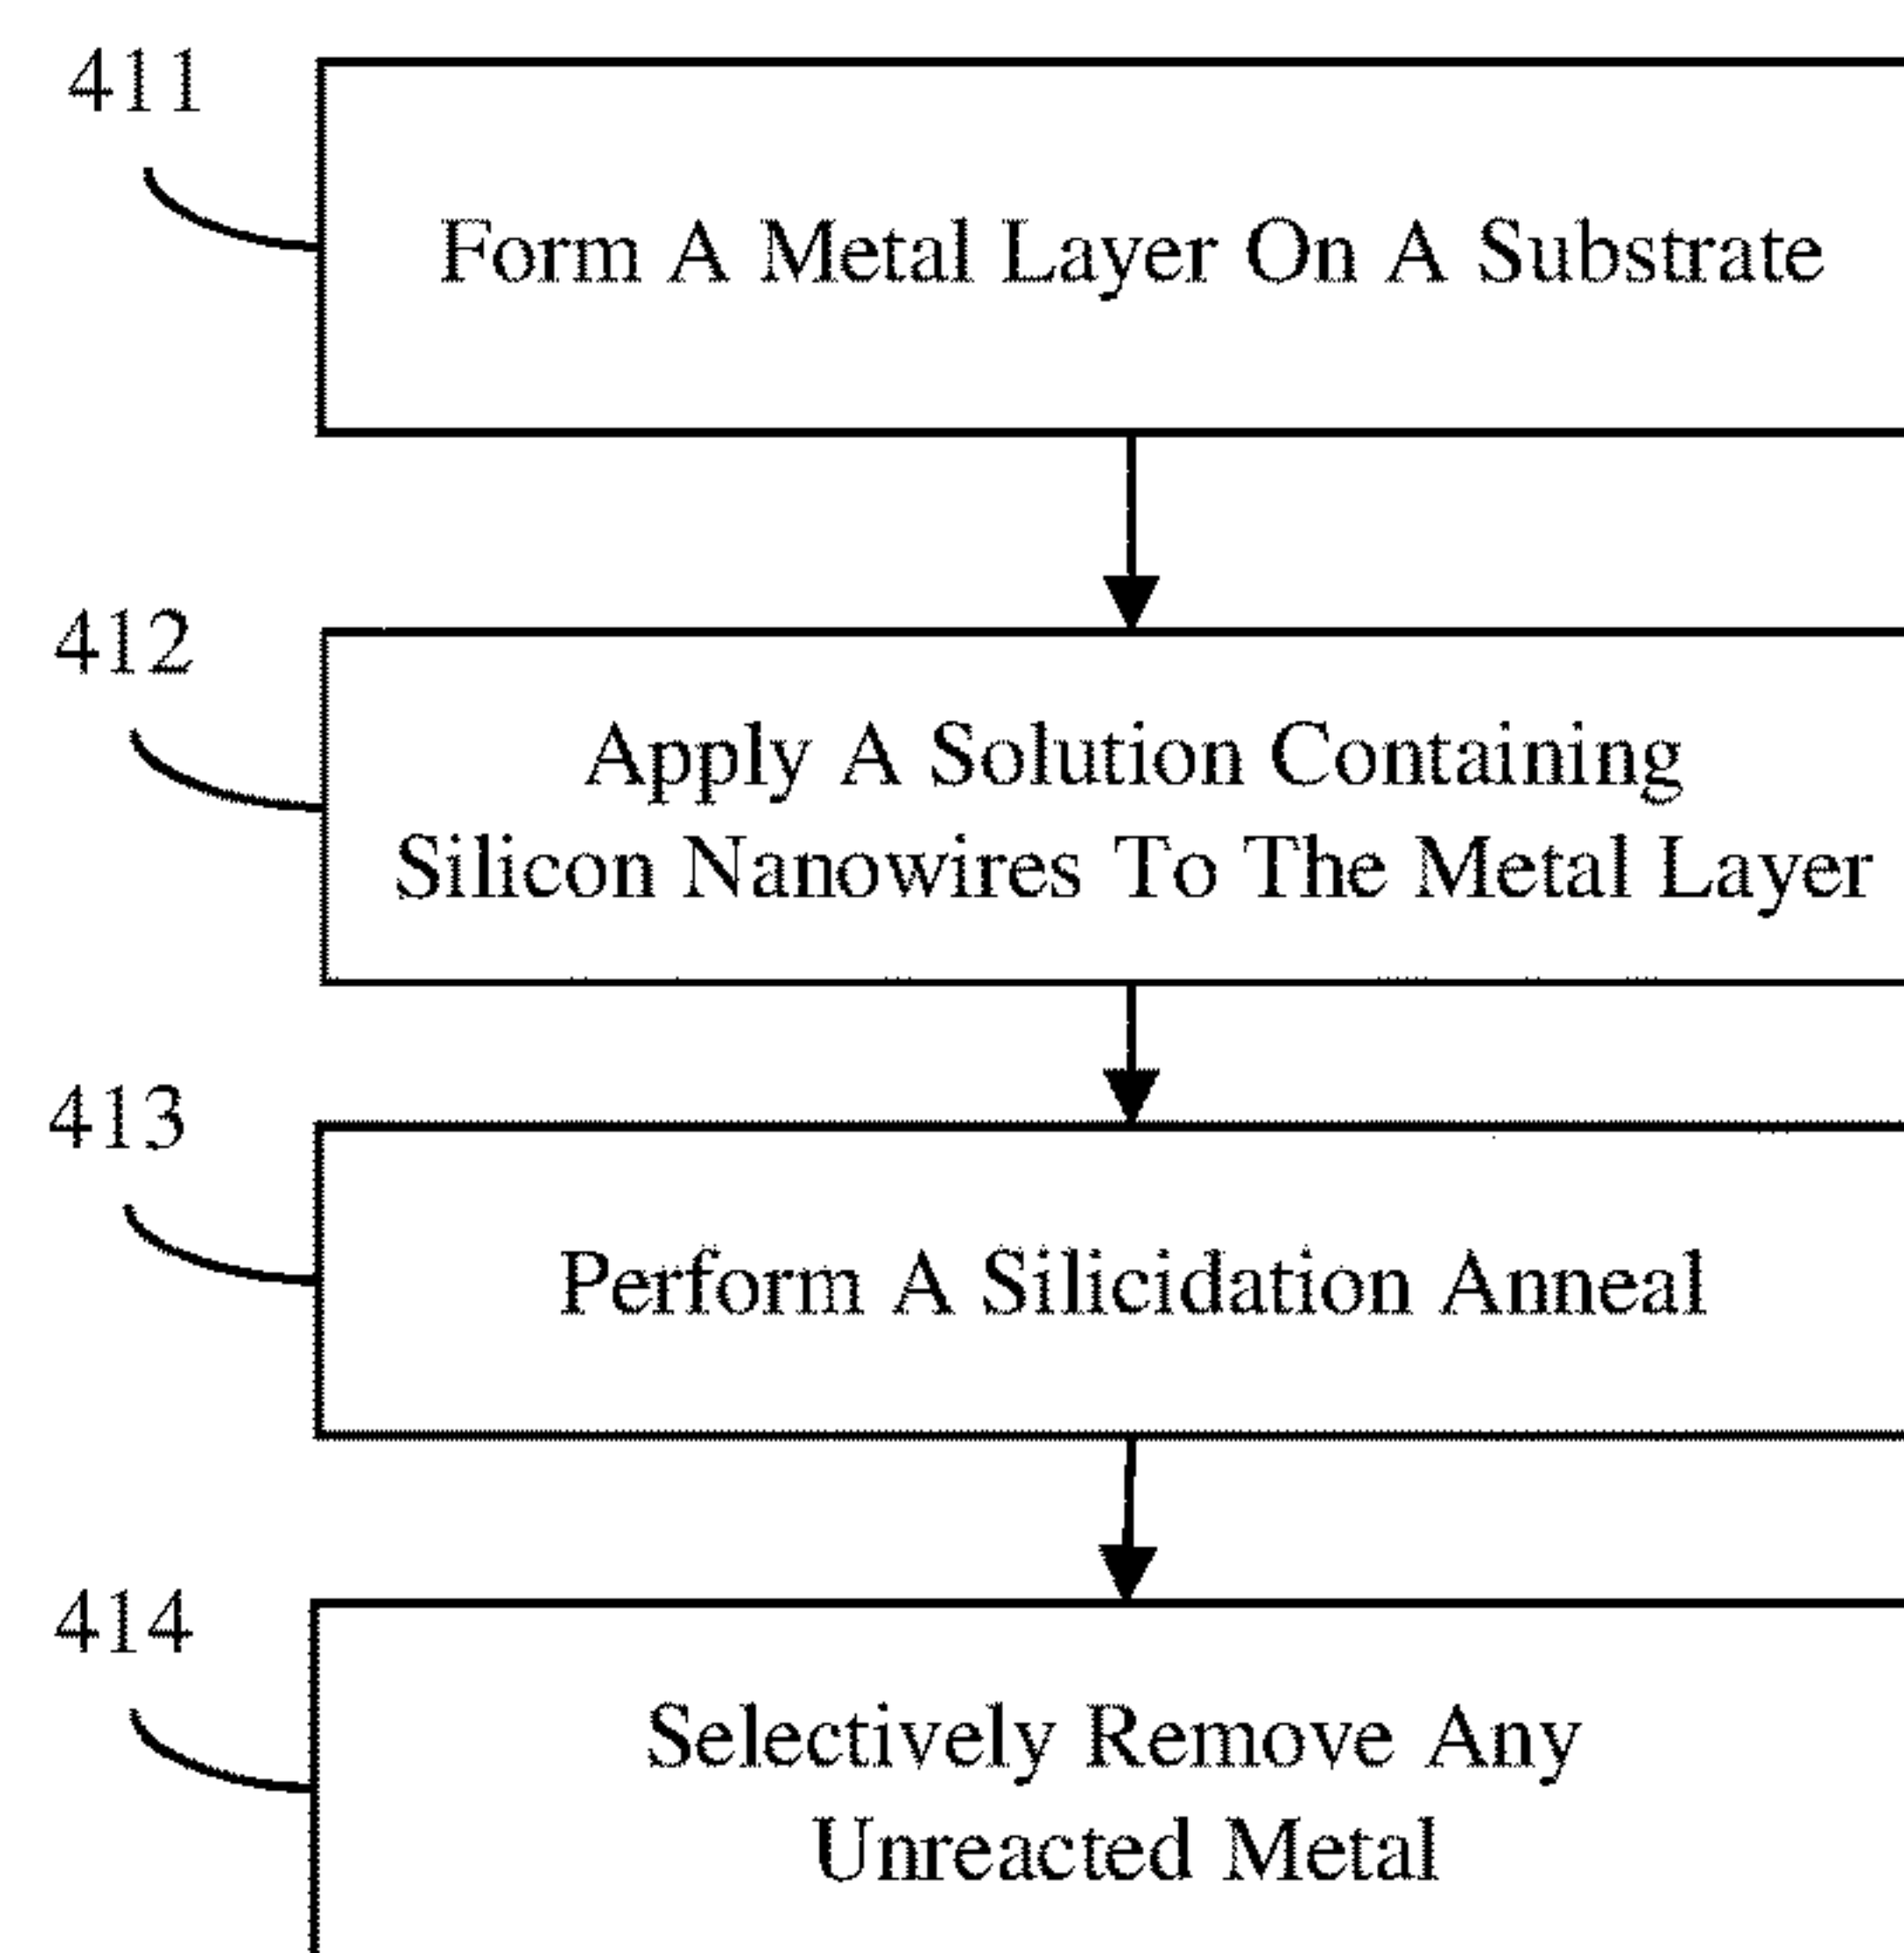 411
Form A Metal Layer On A Substrate
412
Apply A Solution Containing
Silicon Nanowires To The Metal Layer
413
Perform A Silicidation Anneal
414
Selectively Remove Any
Unreacted Metal